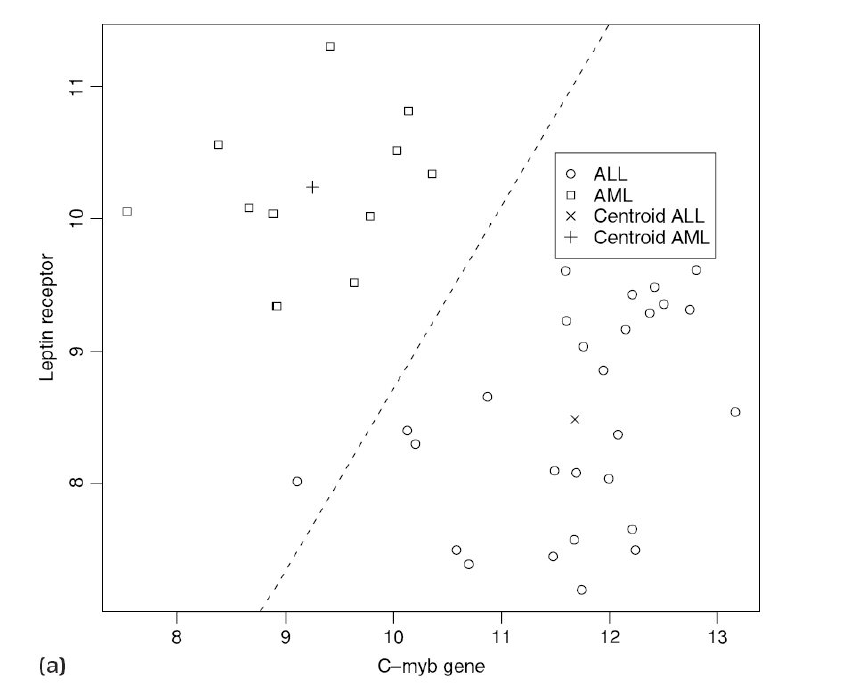 11
10
9
8
Leptin receptor
ALL
AML
Centroid ALL
Centroid AML
8 9 10 11 12 13
C–myb gene
(a)